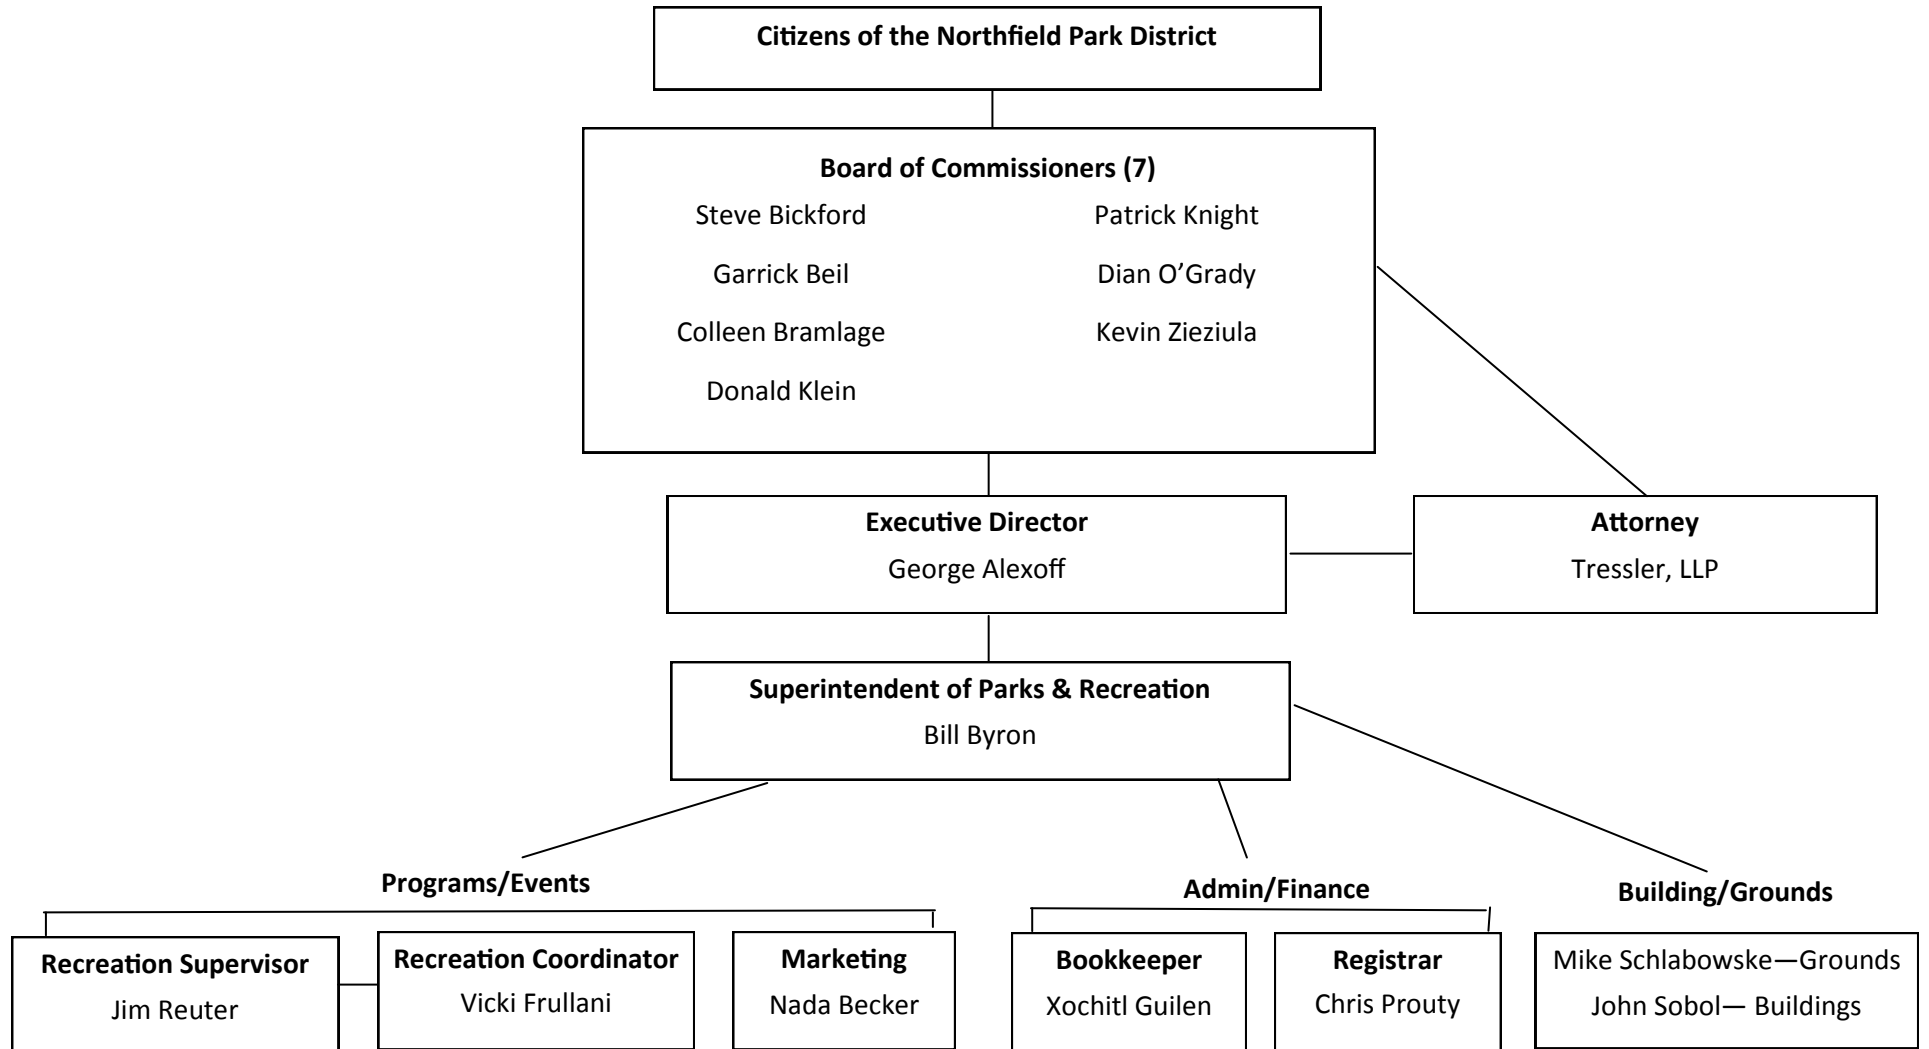 Citizens of the Northfield Park District
Board of Commissioners (7)
Steve Bickford Patrick Knight
Garrick Beil Dian O’Grady
Colleen Bramlage Kevin Zieziula
Donald Klein
Executive Director
George Alexoff
Attorney
Tressler, LLP
Superintendent of Parks & Recreation
Bill Byron
Programs/Events
Admin/Finance
Building/Grounds
Recreation Supervisor
Jim Reuter
Recreation Coordinator
Vicki Frullani
Marketing
Nada Becker
Bookkeeper
Xochitl Guilen
Registrar
Chris Prouty
Mike Schlabowske—Grounds
John Sobol— Buildings